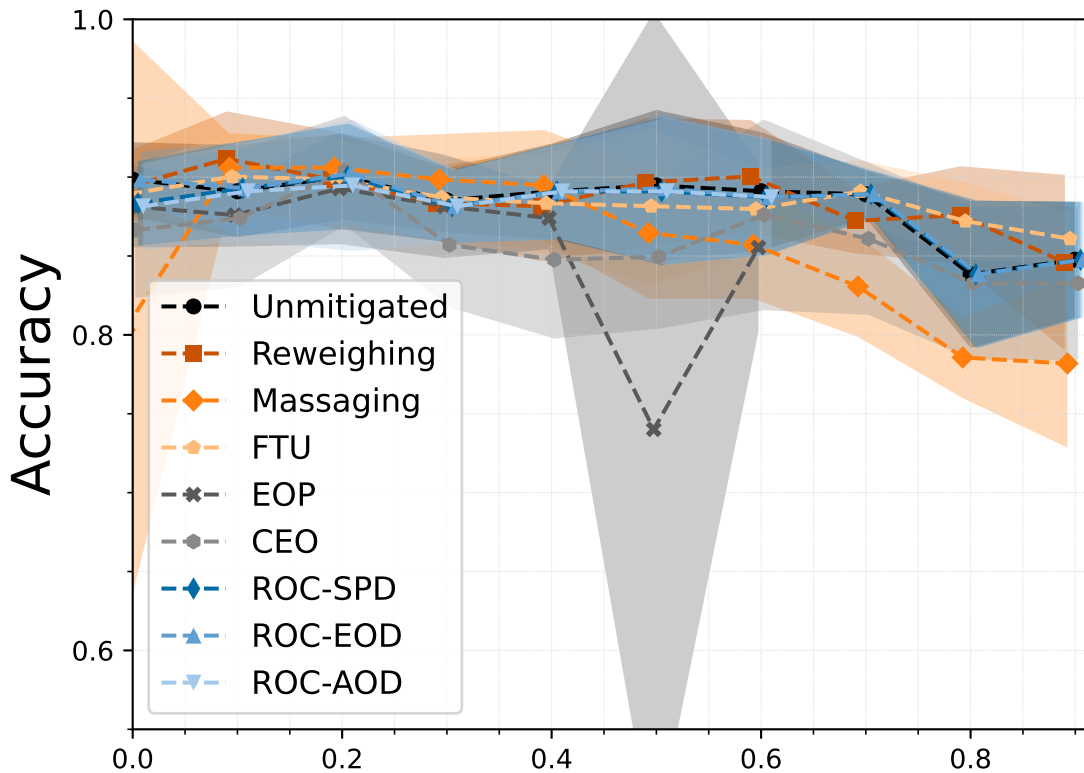 1.0
0.8
0.6
Accuracy
Unmitigated
Reweighing
Massaging
FTU
EOP
CEO
ROC-SPD
ROC-EOD
ROC-AOD
0.0 0.2 0.4 0.6 0.8